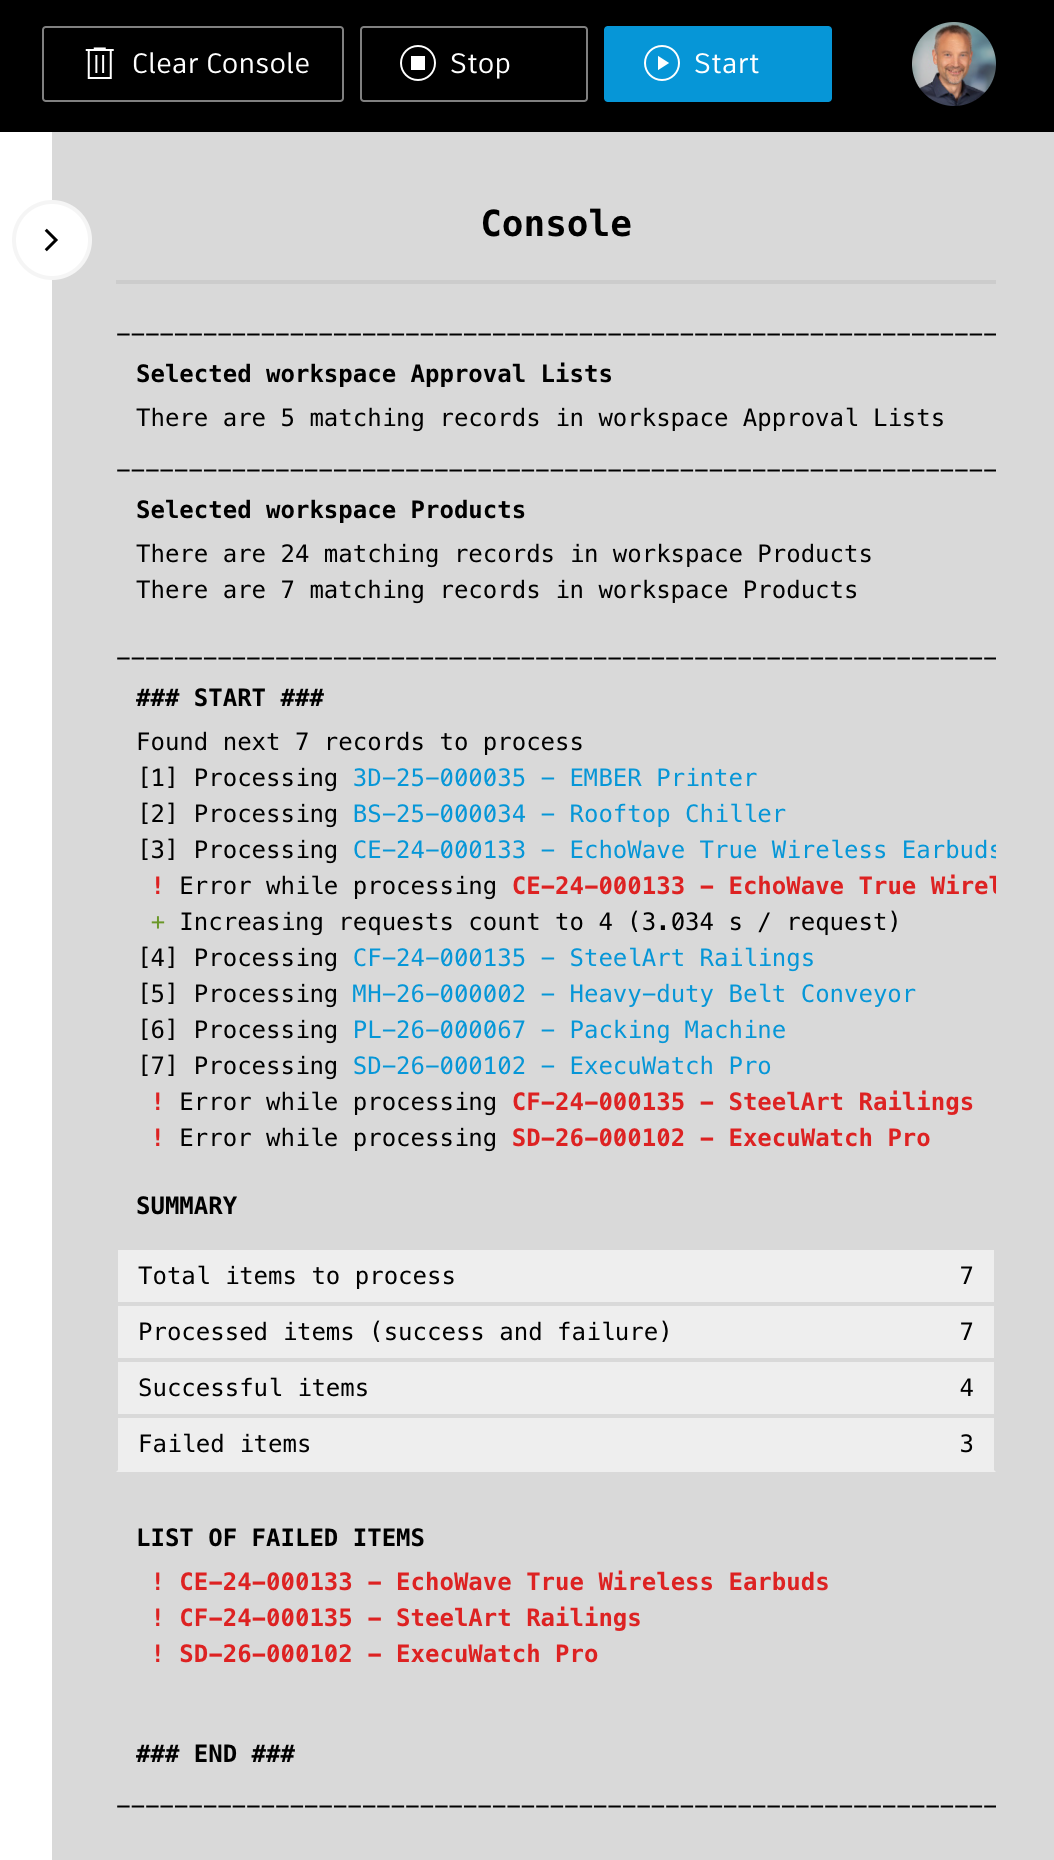 Clear Console
Stop
Start
Console
Selected workspace Approval Lists
There are 5 matching records in workspace Approval Lists
Selected workspace Products
There are 24 matching records in workspace Products
There are 7 matching records in workspace Products
### START ###
Found next 7 records to process
[1] Processing 3D-25-000035 - EMBER Printer
[2] Processing BS-25-000034 - Rooftop Chiller
[3] Processing CE-24-000133 - EchoWave True Wireless Earbuds
! Error while processing CE-24-000133 - EchoWave True Wirel
+ Increasing requests count to 4 (3.034 s / request)
[4] Processing CF-24-000135 - SteelArt Railings
[5] Processing MH-26-000002 - Heavy-duty Belt Conveyor
[6] Processing PL-26-000067 - Packing Machine
[7] Processing SD-26-000102 - ExecuWatch Pro
! Error while processing CF-24-000135 - SteelArt Railings
! Error while processing SD-26-000102 - ExecuWatch Pro
SUMMARY
Total items to process 7
Processed items (success and failure) 7
Successful items 4
Failed items 3
LIST OF FAILED ITEMS
! CE-24-000133 - EchoWave True Wireless Earbuds
! CF-24-000135 - SteelArt Railings
! SD-26-000102 - ExecuWatch Pro
### END ###